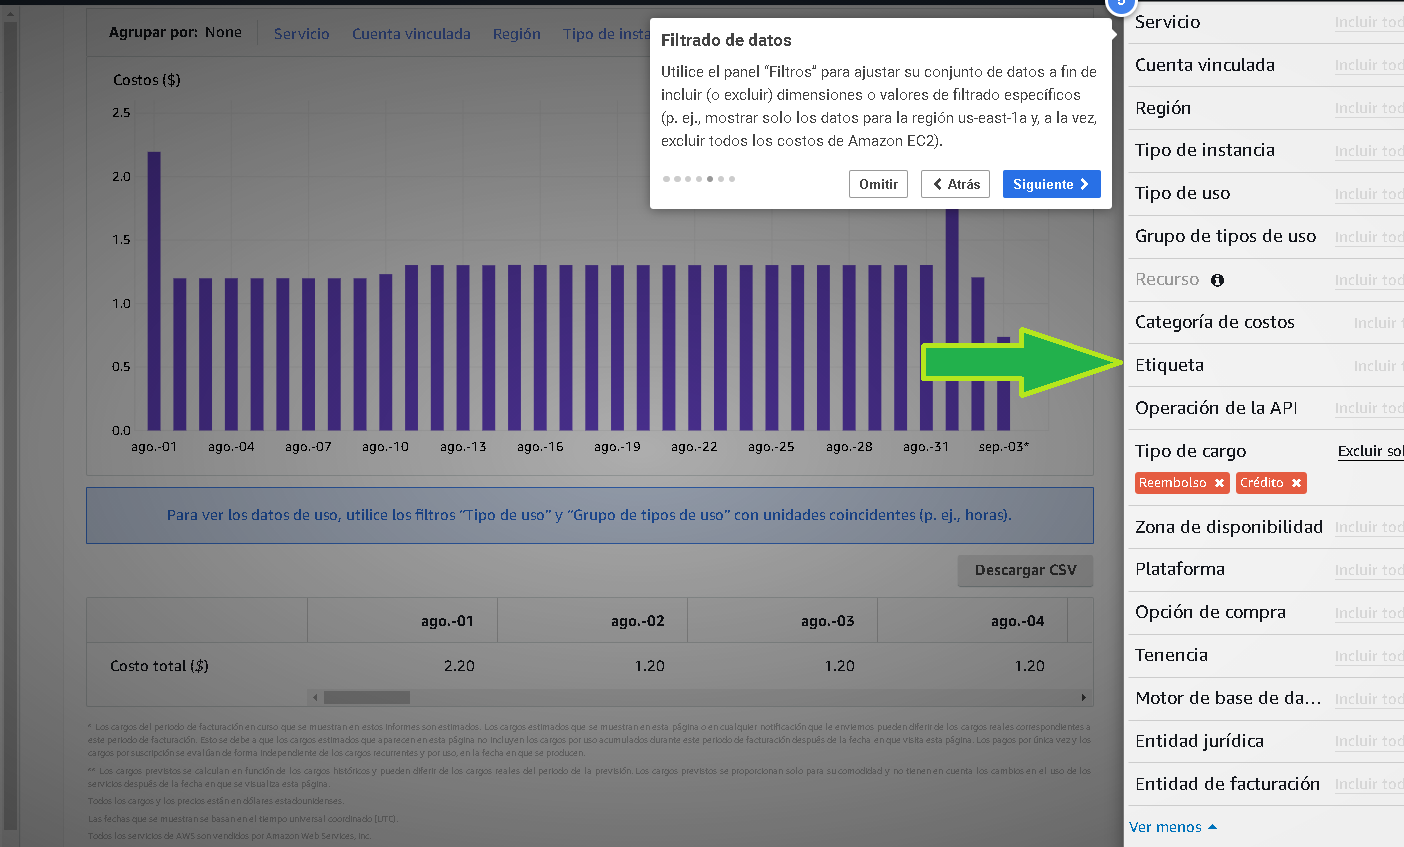 Agrupar por: None Servicio Cuenta vinculada Región Tipo de insta
Costos ($)
2.5
2.0
1.5
1.0
0.5
0.0
ago.-01 ago.-04 ago.-07 ago.-10 ago.-13 ago.-16 ago.-19 ago.-22 ago.-25 ago.-28 ago.-31 sep.-03*
Filtrado de datos
Utilice el panel “Filtros” para ajustar su conjunto de datos a fin de
incluir (o excluir) dimensiones o valores de filtrado específicos
(p. ej., mostrar solo los datos para la región us-east-1a y, a la vez,
excluir todos los costos de Amazon EC2).
Omitir Atrás Siguiente
Para ver los datos de uso, utilice los filtros “Tipo de uso” y “Grupo de tipos de uso” con unidades coincidentes (p. ej., horas).
Descargar CSV
ago.-01 ago.-02 ago.-03 ago.-04
Costo total ($) 2.20 1.20 1.20 1.20
* Los cargos del periodo de facturación en curso que se muestran en estos informes son estimados. Los cargos estimados que se muestran en esta página o en cualquier notificación que le enviemos pueden diferir de los cargos reales correspondientes a
este periodo de facturación. Esto se debe a que los cargos estimados que aparecen en esta página no incluyen los cargos por uso acumulados durante este periodo de facturación después de la fecha en que visita esta página. Los pagos por única vez y los
cargos por suscripción se evalúan de forma independiente de los cargos recurrentes y por uso, en la fecha en que se producen.
** Los cargos previstos se calculan en función de los cargos históricos y pueden diferir de los cargos reales del periodo de la previsión. Los cargos previstos se proporcionan solo para su comodidad y no tienen en cuenta los cambios en el uso de los
servicios después de la fecha en que se visualiza esta página.
Todos los cargos y los precios están en dólares estadounidenses.
Las fechas que se muestran se basan en el tiempo universal coordinado (UTC).
Todos los servicios de AWS son vendidos por Amazon Web Services, Inc.
5
Servicio Incluir tod
Cuenta vinculada Incluir tod
Región Incluir tod
Tipo de instancia Incluir tod
Tipo de uso Incluir tod
Grupo de tipos de uso Incluir tod
Recurso Incluir tod
Categoría de costos Incluir t
Etiqueta Incluir t
Operación de la API Incluir tod
Tipo de cargo Excluir sol
Reembolso Crédito
Zona de disponibilidad Incluir tod
Plataforma Incluir tod
Opción de compra Incluir tod
Tenencia Incluir tod
Motor de base de da... Incluir tod
Entidad jurídica Incluir tod
Entidad de facturación Incluir tod
Ver menos